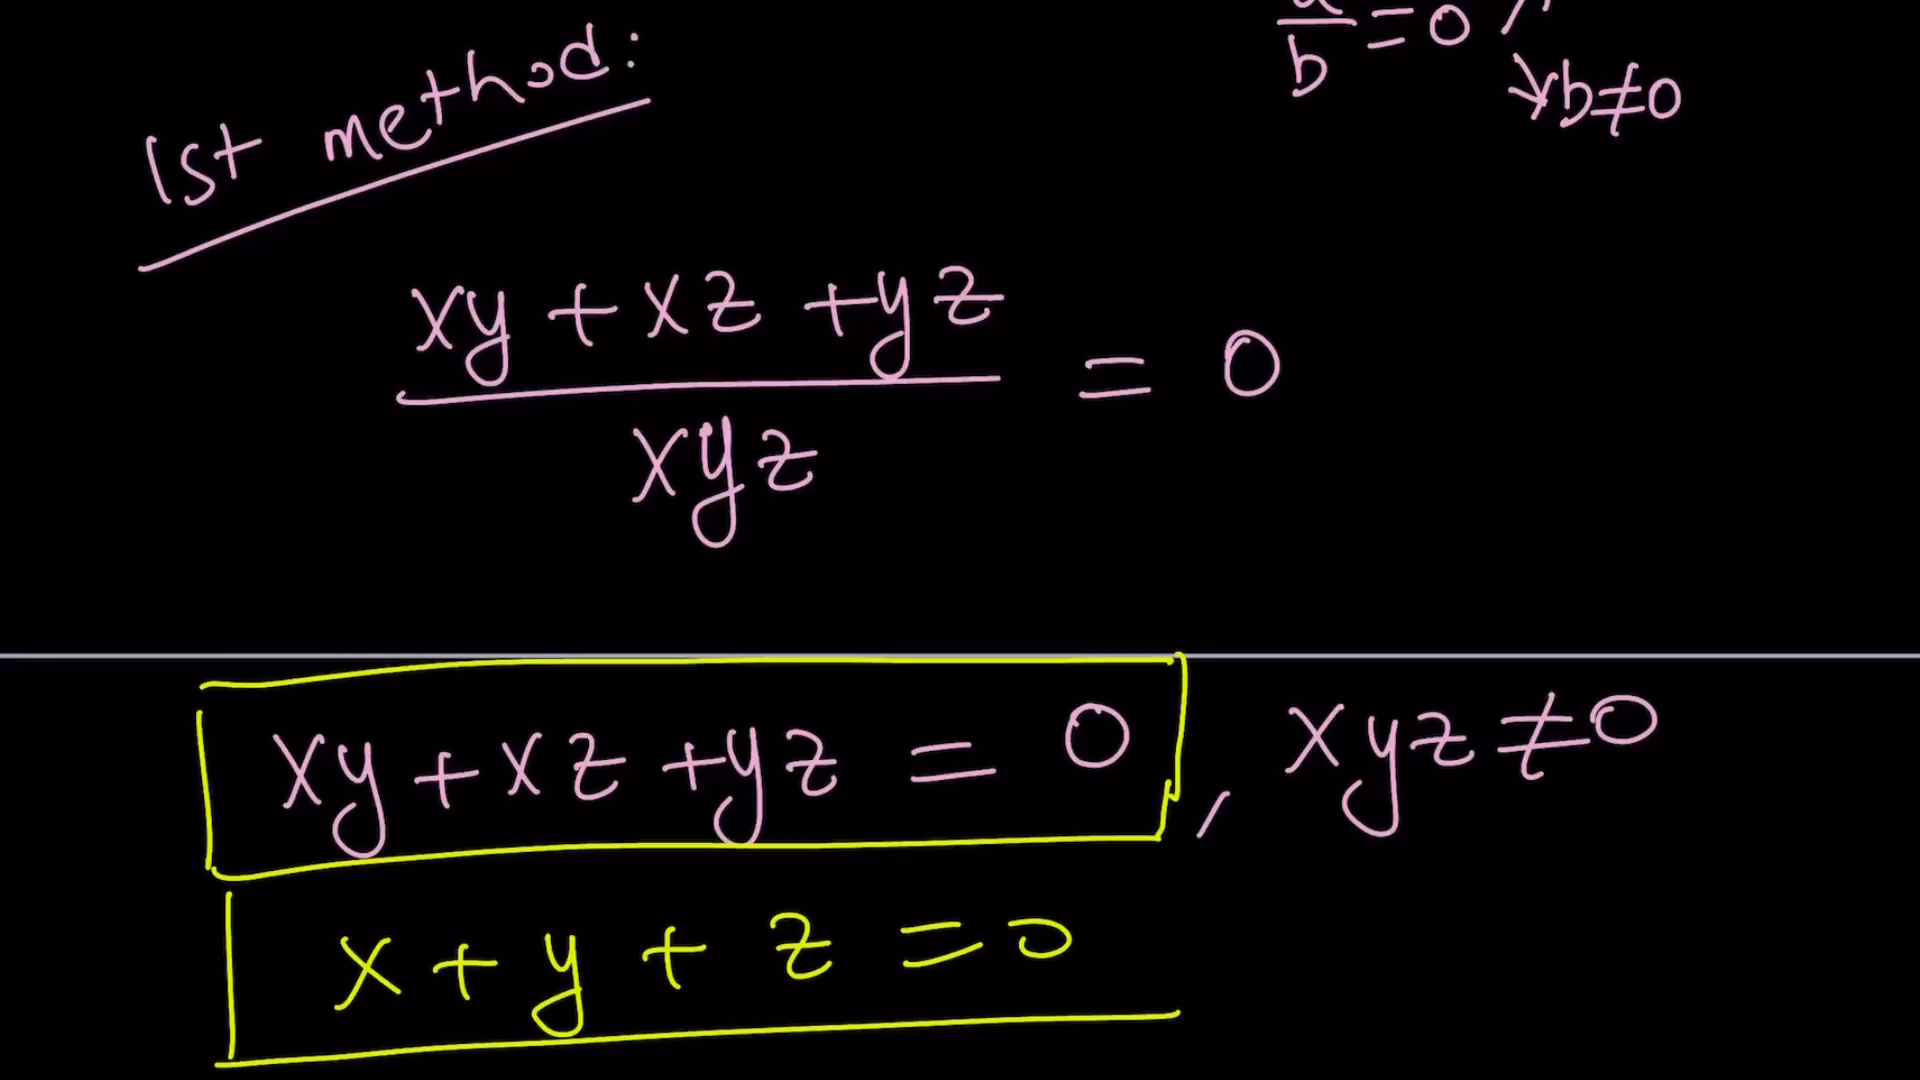 1st method:
a/b = 0
b≠0
xy + xz + yz
xyz
= 0
xy + xz + yz = 0 , xyz ≠ 0
x + y + z = 0